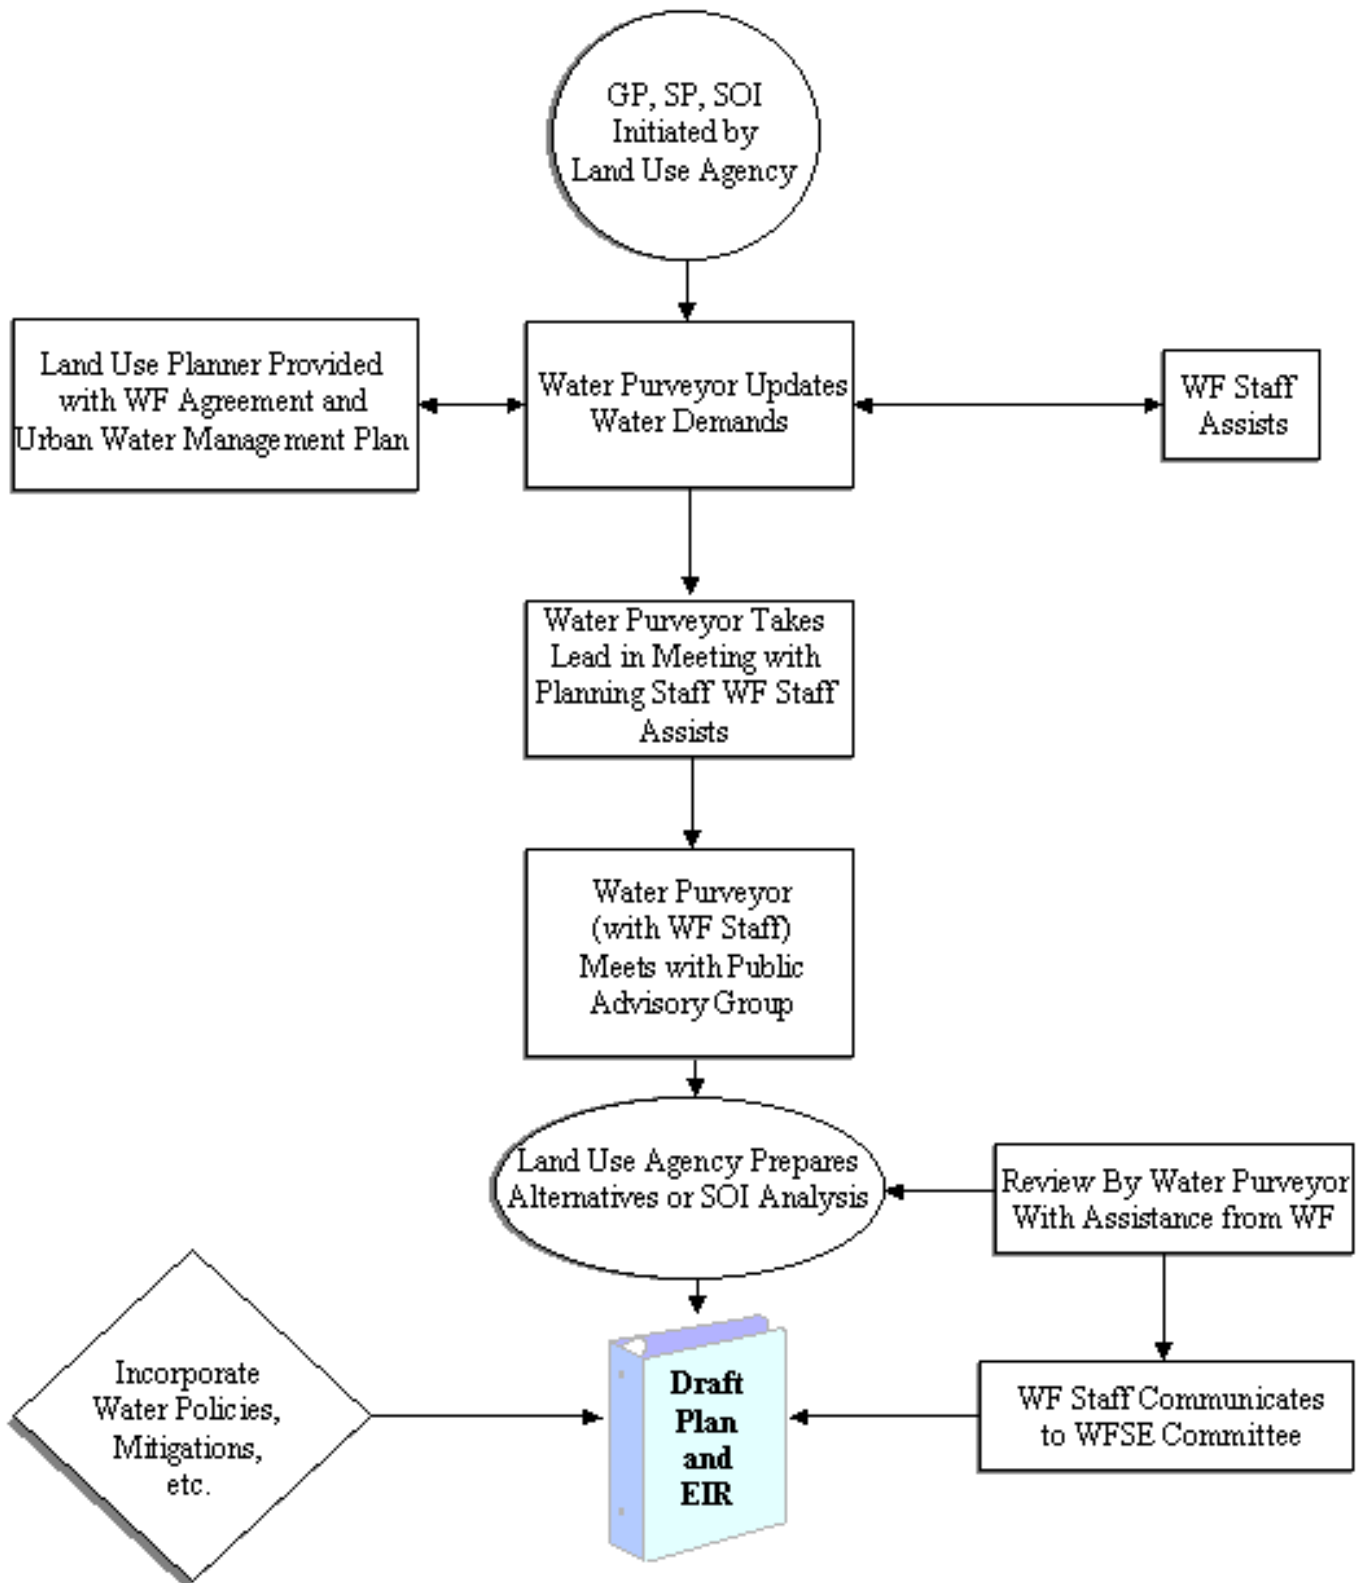 GP, SP, SOI
Initiated by
Land Use Agency
Land Use Planner Provided
with WF Agreement and
Urban Water Management Plan
Water Purveyor Updates
Water Demands
WF Staff
Assists
Water Purveyor Takes
Lead in Meeting with
Planning Staff WF Staff
Assists
Water Purveyor
(with WF Staff)
Meets with Public
Advisory Group
Land Use Agency Prepares
Alternatives or SOI Analysis
Review By Water Purveyor
With Assistance from WF
Incorporate
Water Policies,
Mitigations,
etc.
Draft
Plan
and
EIR
WF Staff Communicates
to WFSE Committee